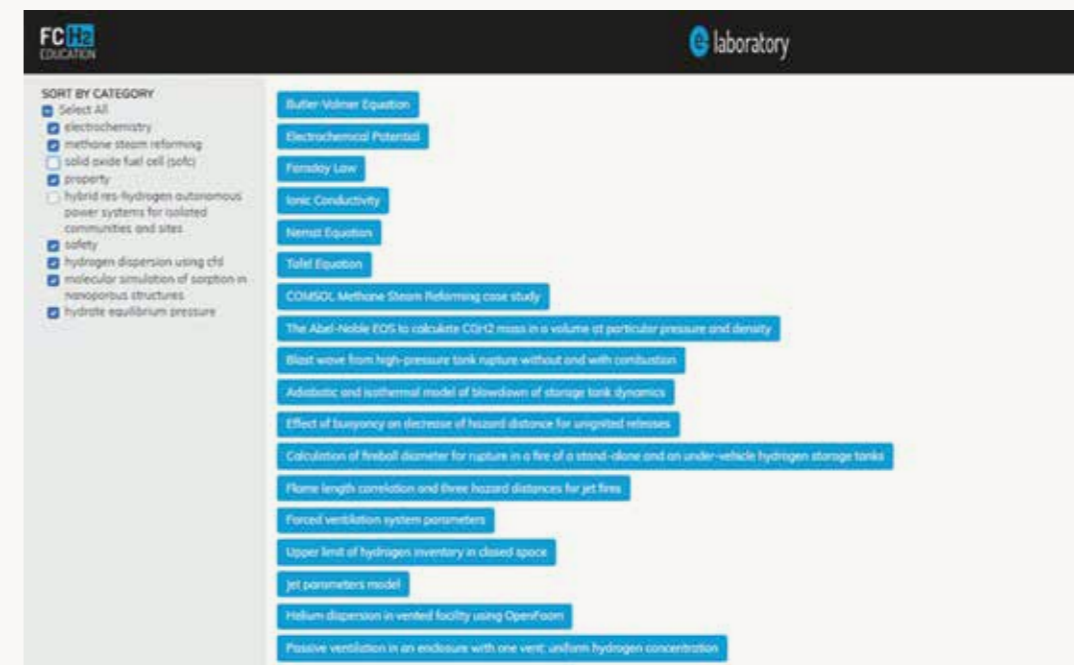 FCH2
EDUCATION
e laboratory
SORT BY CATEGORY
Select All
electrochemistry
methane steam reforming
solid oxide fuel cell (sofc)
property
hybrid res-hydrogen autonomous
power systems for isolated
communities and sites
safety
hydrogen dispersion using cfd
molecular simulation of sorption in
nanoporous structures
hydrate equilibrium pressure
Butler-Volmer Equation
Electrochemical Potential
Faraday Law
Ionic Conductivity
Nernst Equation
Tafel Equation
COMSOL Methane Steam Reforming case study
The Abel-Noble EOS to calculate CGH2 mass in a volume at particular pressure and density
Blast wave from high-pressure tank rupture without and with combustion
Adiabatic and isothermal model of blowdown of storage tank dynamics
Effect of buoyancy on decrease of hazard distance for unignited releases
Calculation of fireball diameter for rupture in a fire of a stand-alone and an under-vehicle hydrogen storage tanks
Flame length correlation and three hazard distances for jet fires
Forced ventilation system parameters
Upper limit of hydrogen inventory in closed space
Jet parameters model
Helium dispersion in vented facility using OpenFoam
Passive ventilation in an enclosure with one vent: uniform hydrogen concentration